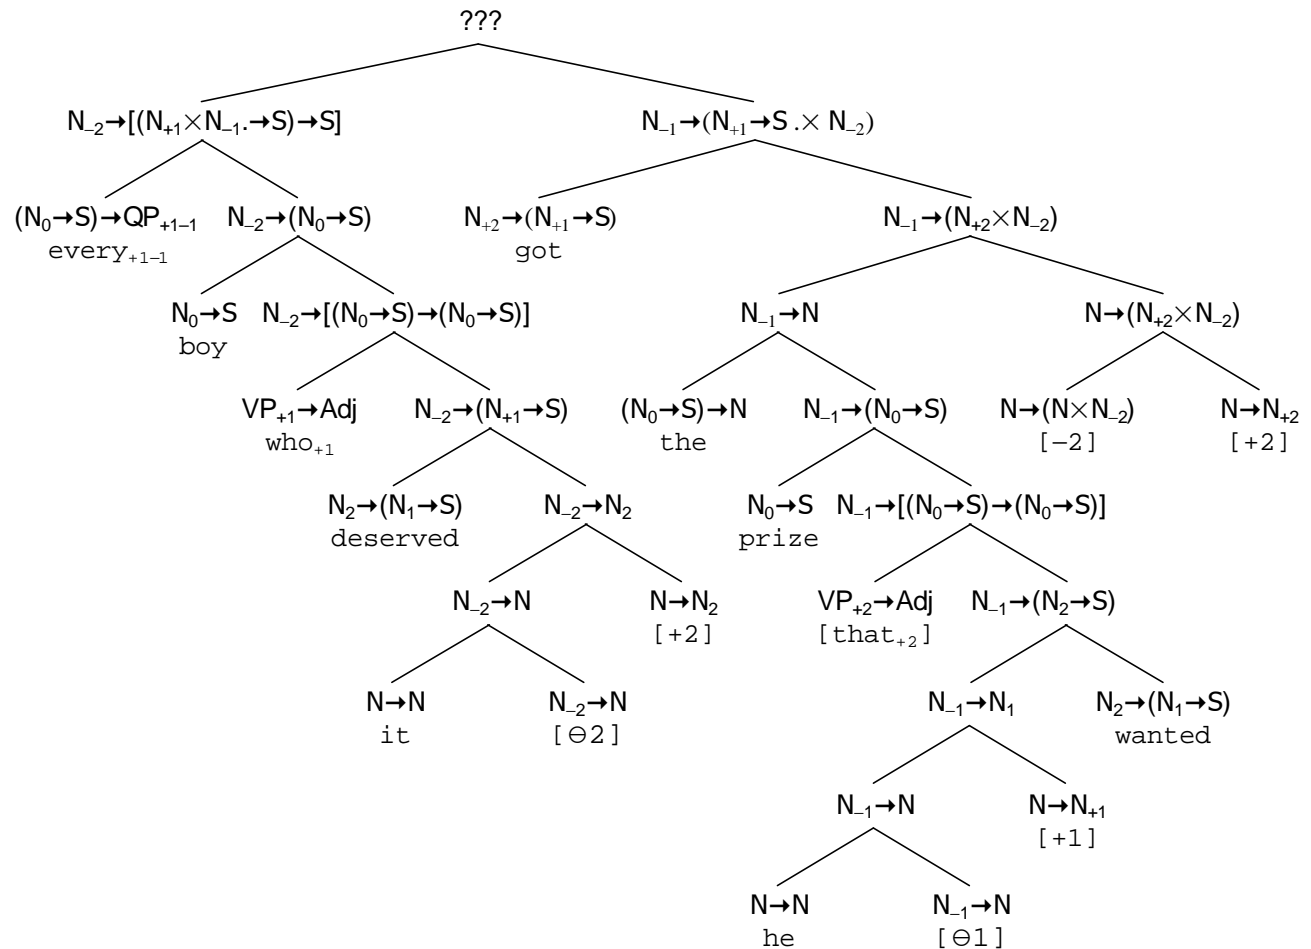 ???
N₋₂→[(N₊₁×N₋₁.→S)→S] N₋₁→(N₊₁→S .× N₋₂)
(N₀→S)→QP₊₁₋₁ N₋₂→(N₀→S) N₊₂→(N₊₁→S) N₋₁→(N₊₂×N₋₂)
every₊₁₋₁ got
N₀→S N₋₂→[(N₀→S)→(N₀→S)] N₋₁→N N→(N₊₂×N₋₂)
boy
VP₊₁→Adj N₋₂→(N₊₁→S) (N₀→S)→N N₋₁→(N₀→S) N→(N×N₋₂) N→N₊₂
who₊₁ the [−2] [+2]
N₂→(N₁→S) N₋₂→N₂ N₀→S N₋₁→[(N₀→S)→(N₀→S)]
deserved prize
N₋₂→N N→N₂ VP₊₂→Adj N₋₁→(N₂→S)
[+2] [that₊₂]
N→N N₋₂→N N₋₁→N₁ N₂→(N₁→S)
it [⊖2] wanted
N₋₁→N N→N₊₁
[+1]
N→N N₋₁→N
he [⊖1]